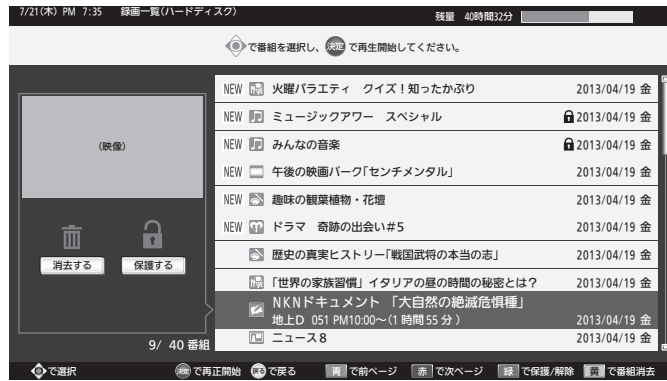 7/21(木) PM 7:35 録画一覧(ハードディスク) 残量 40時間32分
で番組を選択し、決定 で再生開始してください。
NEW 火曜バラエティ クイズ!知ったかぶり 2013/04/19 金
NEW ミュージックアワー スペシャル 2013/04/19 金
NEW みんなの音楽 2013/04/19 金
NEW 午後の映画パーク「センチメンタル」 2013/04/19 金
NEW 趣味の観葉植物・花壇 2013/04/19 金
NEW ドラマ 奇跡の出会い#5 2013/04/19 金
歴史の真実ヒストリー「戦国武将の本当の志」 2013/04/19 金
「世界の家族習慣」イタリアの昼の時間の秘密とは? 2013/04/19 金
NKNドキュメント 「大自然の絶滅危惧種」
地上D 051 PM10:00~(1時間55分) 2013/04/19 金
ニュース8 2013/04/19 金
(映像)
消去する 保護する
9/ 40 番組
で選択 決定 で再正開始 戻る で戻る 青 で前ページ 赤 で次ページ 緑 で保護/解除 黄 で番組消去